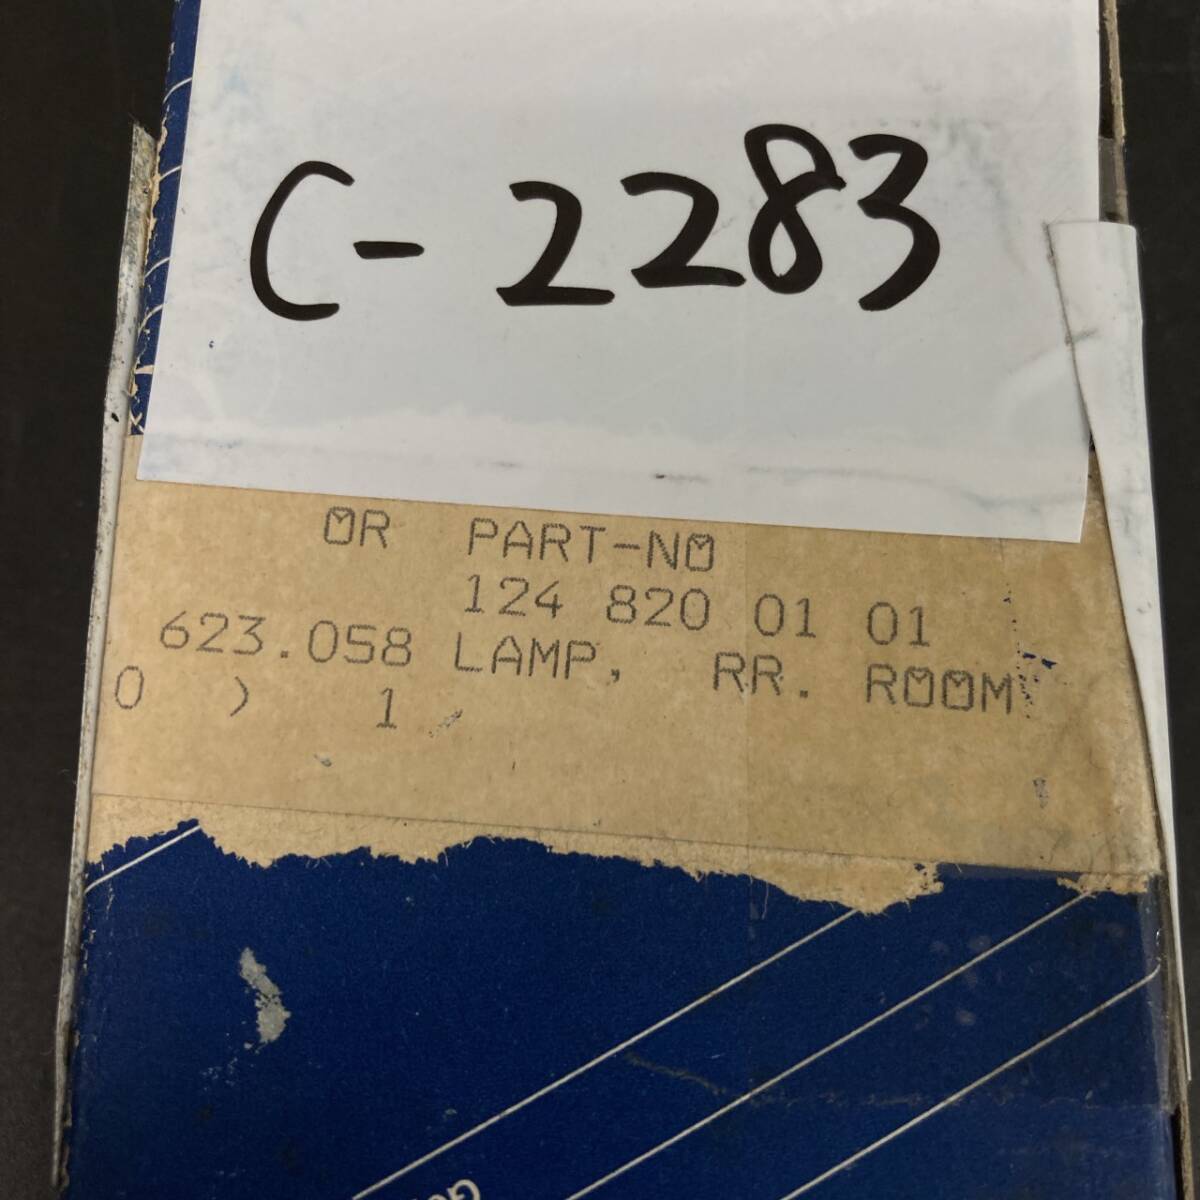 C-2283
OR PART-NO
124 820 01 01
623.058 LAMP, RR. ROOM
0 ) 1